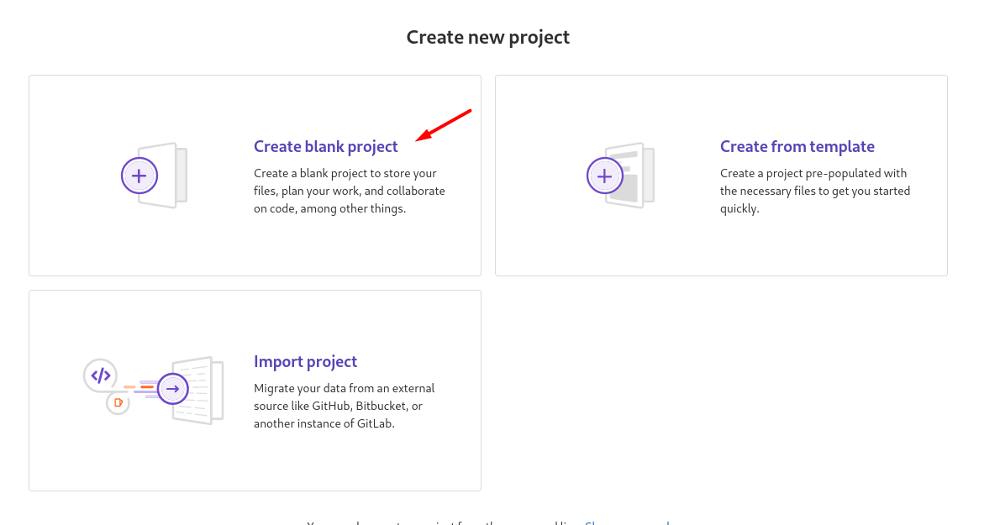 Create new project
Create blank project
Create a blank project to store your
files, plan your work, and collaborate
on code, among other things.
Create from template
Create a project pre-populated with
the necessary files to get you started
quickly.
Import project
Migrate your data from an external
source like GitHub, Bitbucket, or
another instance of GitLab.